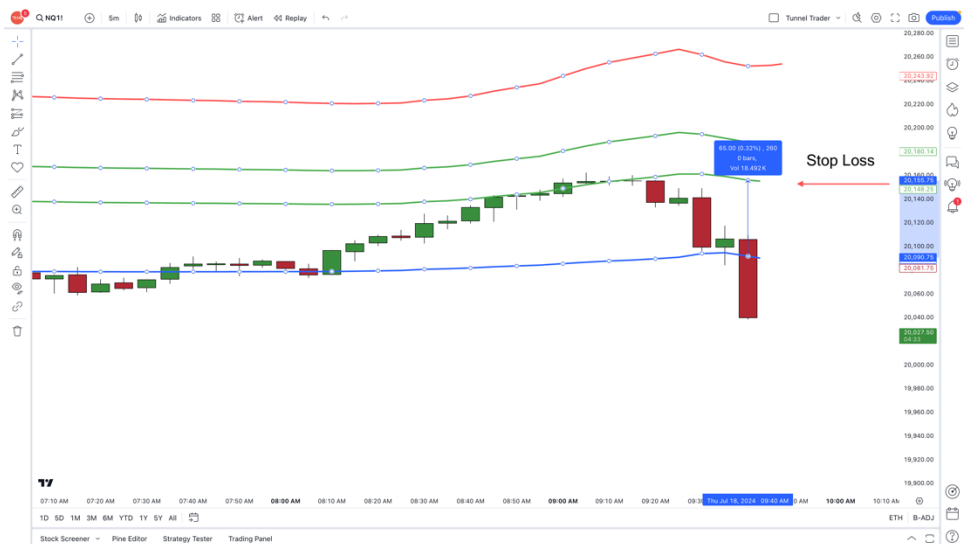 NQ1!
5m
Indicators
Alert
Replay
Tunnel Trader
Publish
20,280.00
20,260.00
20,243.92
20,240.00
20,220.00
20,200.00
20,180.14
20,160.00
20,155.75
20,148.25
20,140.00
20,120.00
20,100.00
20,090.75
20,081.75
20,060.00
20,040.00
20,027.50
04:33
20,000.00
19,980.00
19,960.00
19,940.00
19,920.00
19,900.00
65.00 (0.32%) , 260
0 bars,
Vol 18.492K
Stop Loss
07:10 AM 07:20 AM 07:30 AM 07:40 AM 07:50 AM 08:00 AM 08:10 AM 08:20 AM 08:30 AM 08:40 AM 08:50 AM 09:00 AM 09:10 AM 09:20 AM Thu Jul 18, 2024 09:40 AM 10:00 AM
1D 5D 1M 3M 6M YTD 1Y 5Y All
ETH B-ADJ
Stock Screener Pine Editor Strategy Tester Trading Panel